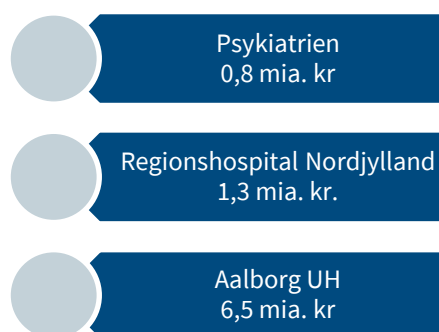 Psykiatrien
0,8 mia. kr
Regionshospital Nordjylland
1,3 mia. kr.
Aalborg UH
6,5 mia. kr